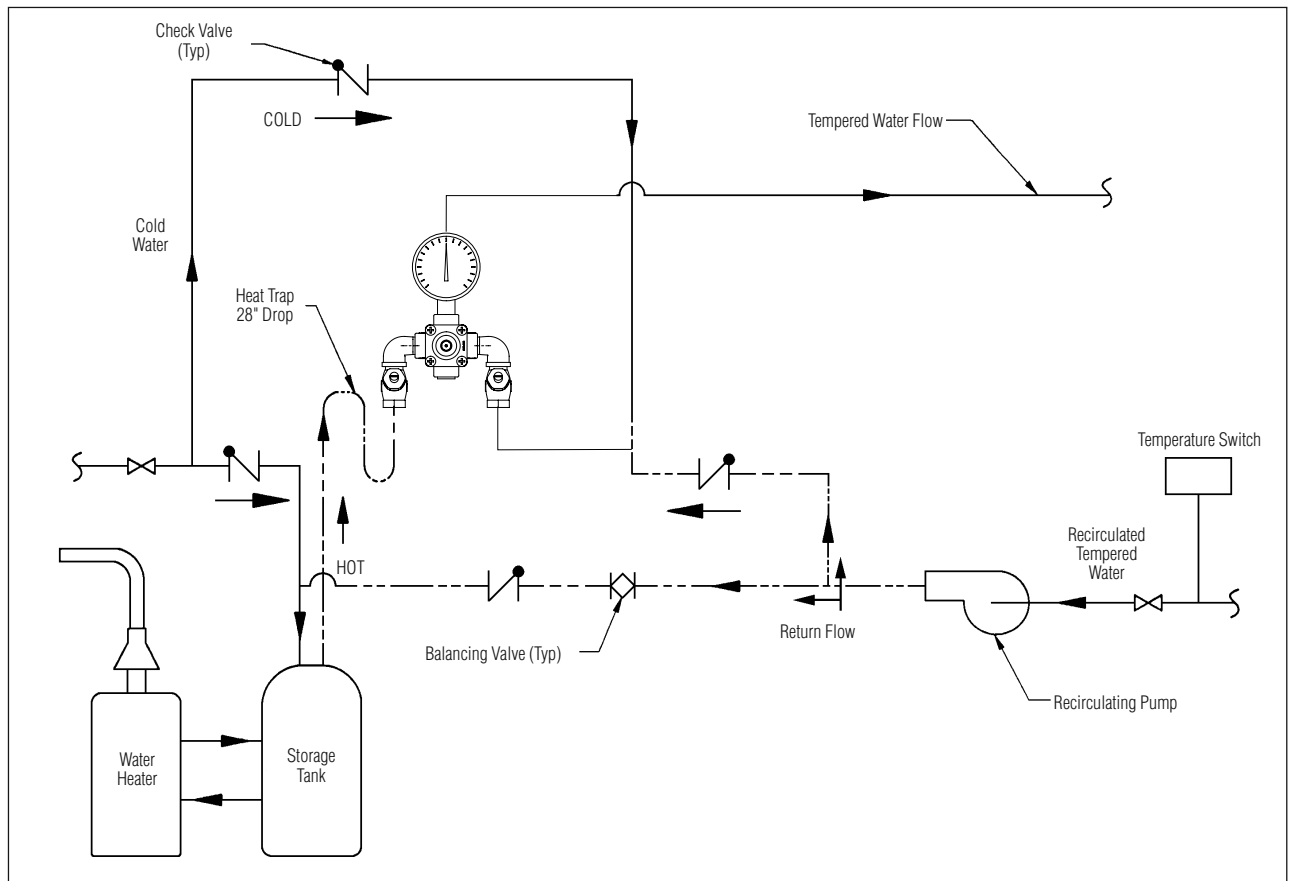 Check Valve
(Typ)
COLD
Tempered Water Flow
Cold
Water
Heat Trap
28" Drop
Temperature Switch
Recirculated
Tempered
Water
HOT
Return Flow
Balancing Valve (Typ)
Recirculating Pump
Water
Heater
Storage
Tank